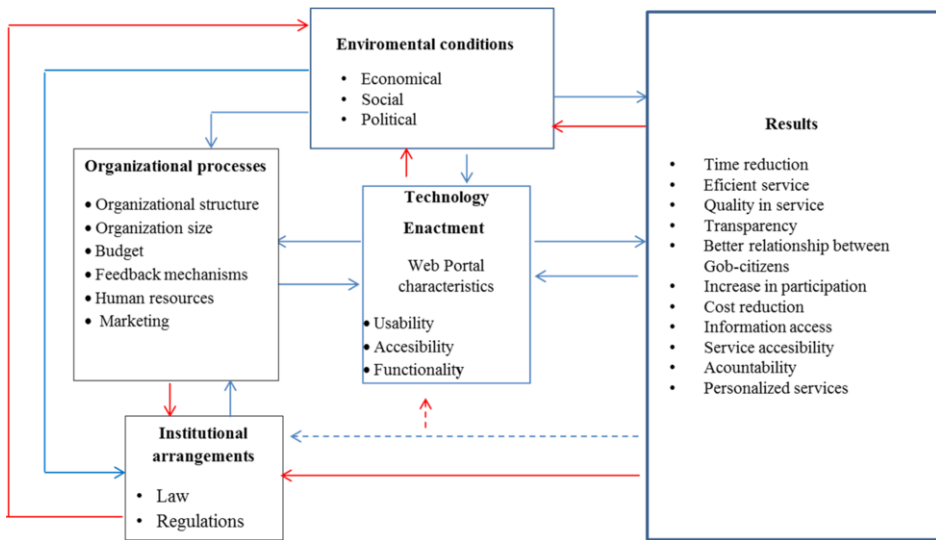 Enviromental conditions
• Economical
• Social
• Political
Organizational processes
• Organizational structure
• Organization size
• Budget
• Feedback mechanisms
• Human resources
• Marketing
Technology
Enactment
Web Portal
characteristics
• Usability
• Accesibility
• Functionality
Institutional
arrangements
• Law
• Regulations
Results
• Time reduction
• Eficient service
• Quality in service
• Transparency
• Better relationship between
Gob-citizens
• Increase in participation
• Cost reduction
• Information access
• Service accesibility
• Acountability
• Personalized services